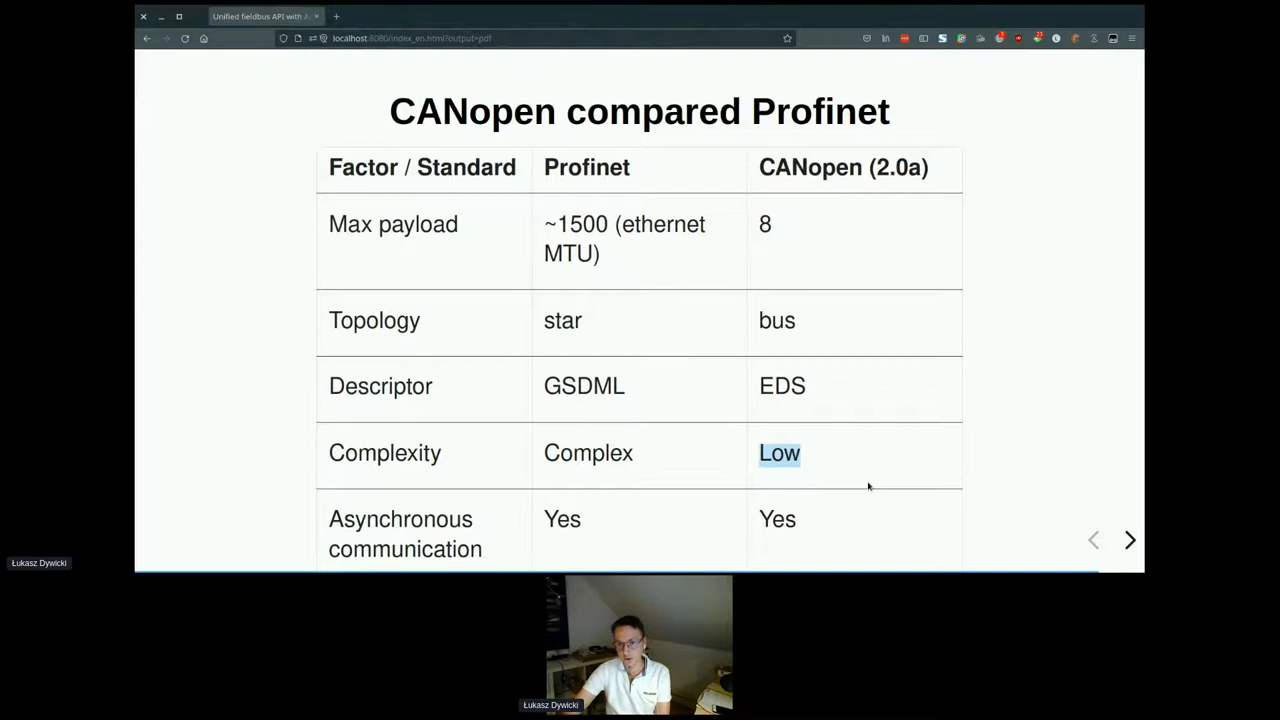 Unified fieldbus API with A
localhost:8080/index_en.html?output=pdf
CANopen compared Profinet
Factor / Standard
Profinet
CANopen (2.0a)
Max payload
~1500 (ethernet
MTU)
8
Topology
star
bus
Descriptor
GSDML
EDS
Complexity
Complex
Low
Asynchronous
communication
Yes
Yes
Łukasz Dywicki
Łukasz Dywicki